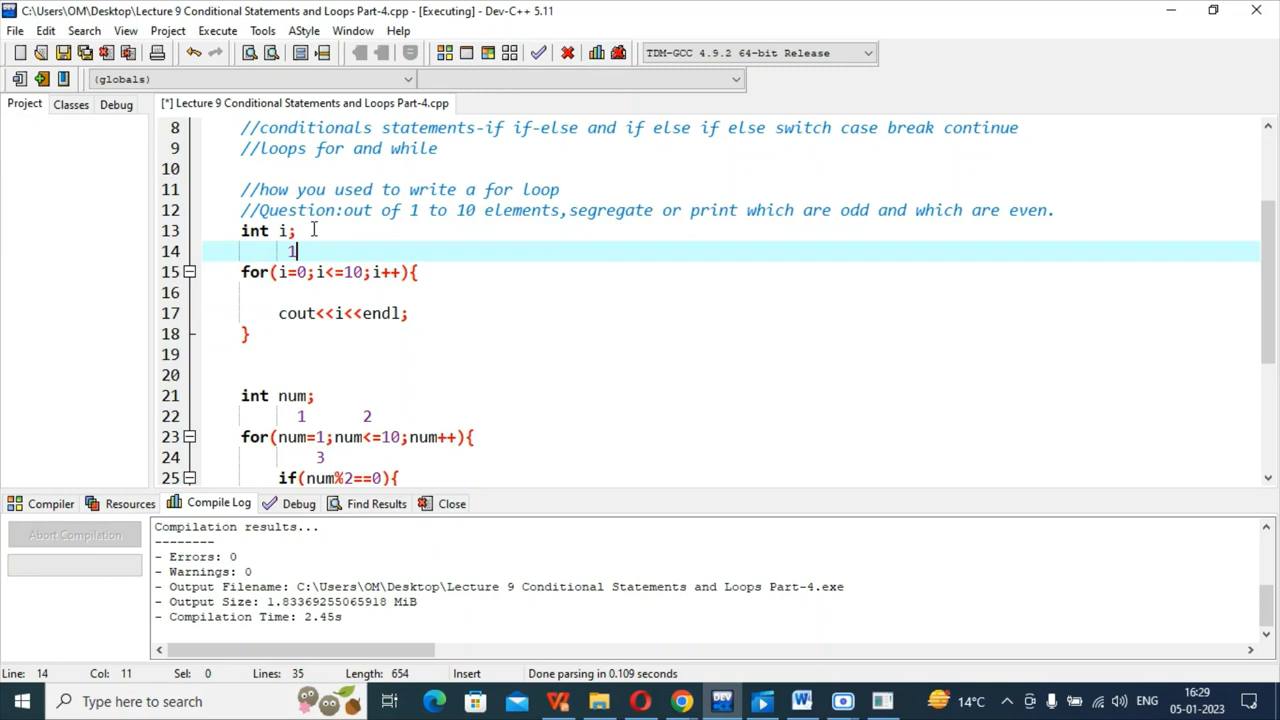 C:\Users\OM\Desktop\Lecture 9 Conditional Statements and Loops Part-4.cpp - [Executing] - Dev-C++ 5.11
File Edit Search View Project Execute Tools AStyle Window Help
TDM-GCC 4.9.2 64-bit Release
(globals)
Project Classes Debug [*] Lecture 9 Conditional Statements and Loops Part-4.cpp
8 //conditionals statements-if if-else and if else if else switch case break continue
9 //loops for and while
10
11 //how you used to write a for loop
12 //Question:out of 1 to 10 elements,segregate or print which are odd and which are even.
13 int i;
14 1
15 for(i=0;i<=10;i++){
16
17 cout<<i<<endl;
18 }
19
20
21 int num;
22 1 2
23 for(num=1;num<=10;num++){
24 3
25 if(num%2==0){
Compiler Resources Compile Log Debug Find Results Close
Abort Compilation
Compilation results...
--------
- Errors: 0
- Warnings: 0
- Output Filename: C:\Users\OM\Desktop\Lecture 9 Conditional Statements and Loops Part-4.exe
- Output Size: 1.83369255065918 MiB
- Compilation Time: 2.45s
Line: 14 Col: 11 Sel: 0 Lines: 35 Length: 654 Insert Done parsing in 0.109 seconds
Type here to search 14°C ENG 16:29
05-01-2023